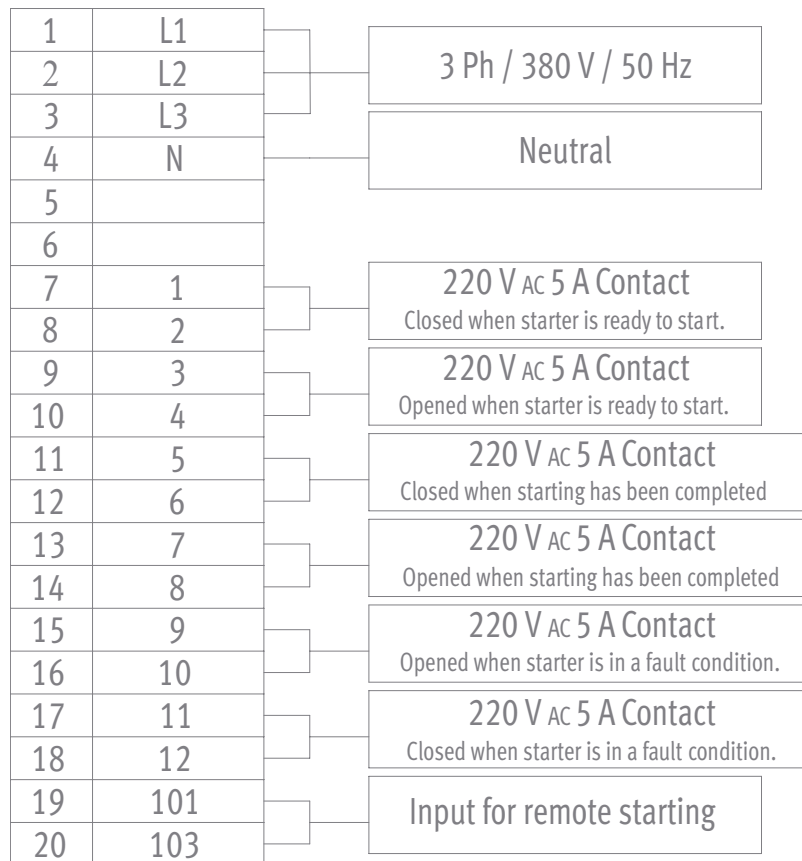 1 L1
2 L2
3 L3
3 Ph / 380 V / 50 Hz
4 N
Neutral
5
6
7 1
8 2
220 V AC 5 A Contact
Closed when starter is ready to start.
9 3
10 4
220 V AC 5 A Contact
Opened when starter is ready to start.
11 5
12 6
220 V AC 5 A Contact
Closed when starting has been completed
13 7
14 8
220 V AC 5 A Contact
Opened when starting has been completed
15 9
16 10
220 V AC 5 A Contact
Opened when starter is in a fault condition.
17 11
18 12
220 V AC 5 A Contact
Closed when starter is in a fault condition.
19 101
20 103
Input for remote starting